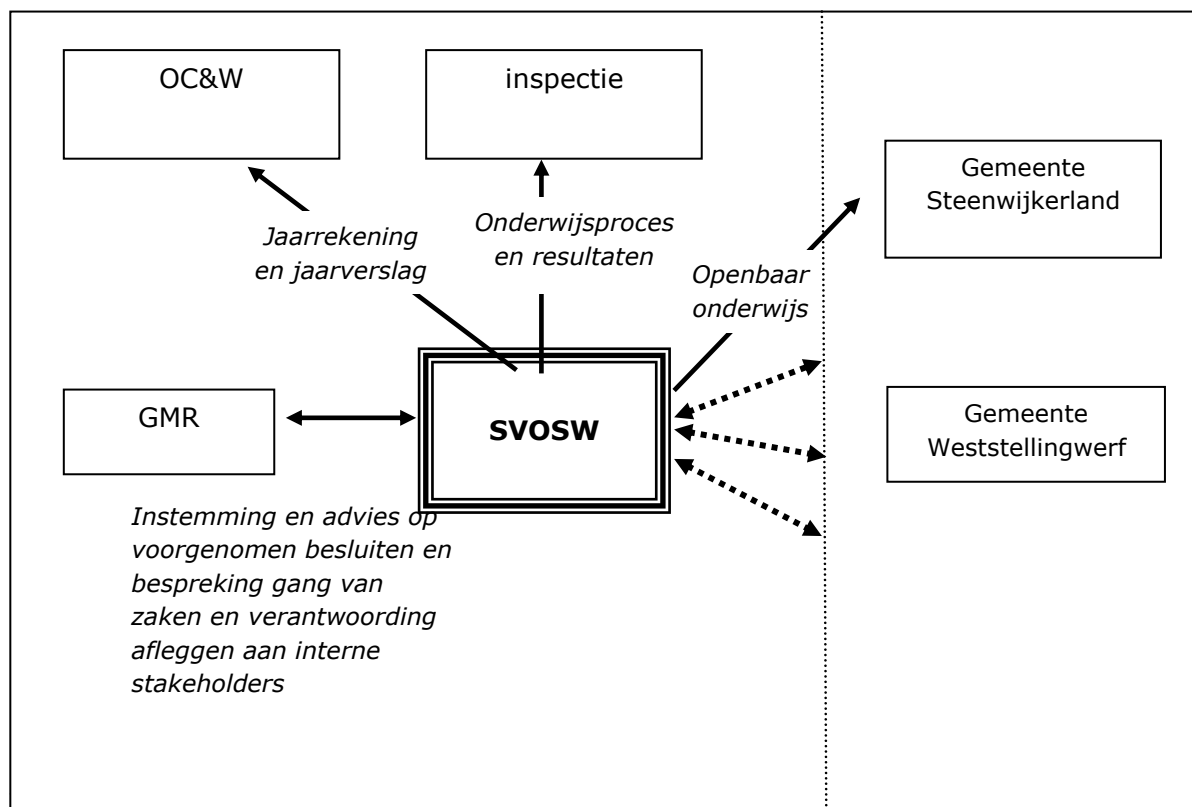 OC&W
inspectie
Gemeente
Steenwijkerland
Jaarrekening
en jaarverslag
Onderwijsproces
en resultaten
Openbaar
onderwijs
GMR
SVOSW
Gemeente
Weststellingwerf
Instemming en advies op
voorgenomen besluiten en
bespreking gang van
zaken en verantwoording
afleggen aan interne
stakeholders